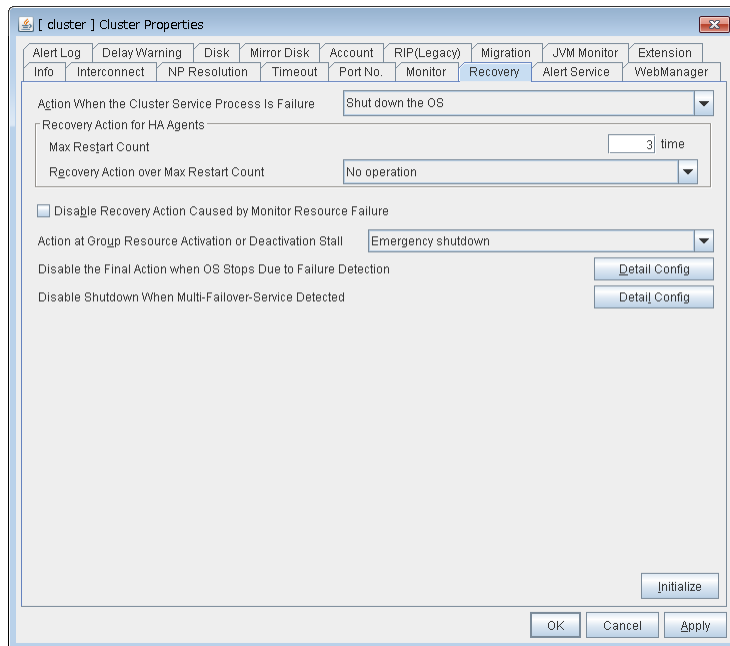 [ cluster ] Cluster Properties
Alert Log Delay Warning Disk Mirror Disk Account RIP(Legacy) Migration JVM Monitor Extension
Info Interconnect NP Resolution Timeout Port No. Monitor Recovery Alert Service WebManager
Action When the Cluster Service Process Is Failure Shut down the OS
Recovery Action for HA Agents
Max Restart Count 3 time
Recovery Action over Max Restart Count No operation
Disable Recovery Action Caused by Monitor Resource Failure
Action at Group Resource Activation or Deactivation Stall Emergency shutdown
Disable the Final Action when OS Stops Due to Failure Detection Detail Config
Disable Shutdown When Multi-Failover-Service Detected Detail Config
Initialize
OK Cancel Apply